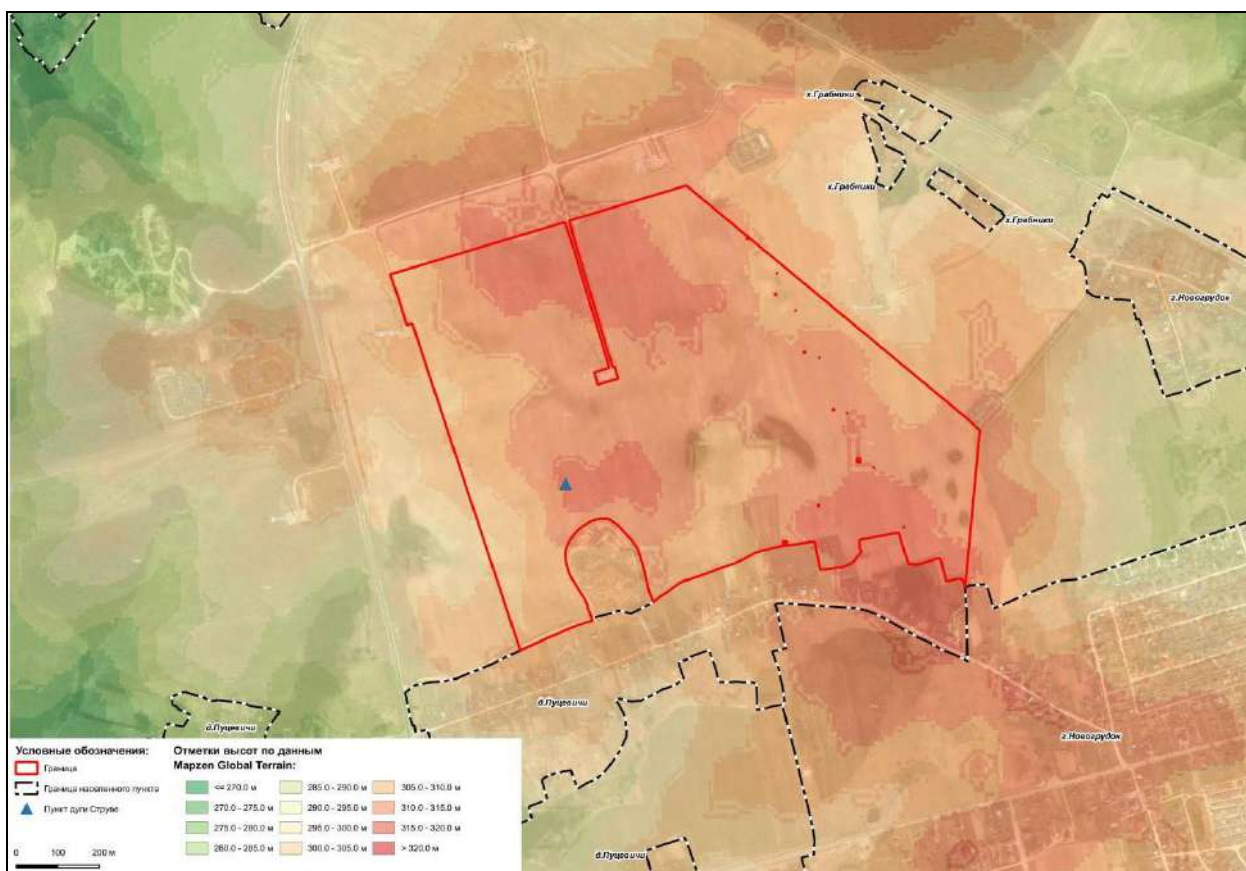 х.Грабники
х.Грабники
х.Грабники
г.Новогрудок
д.Пуцевичи
д.Пуцевичи
г.Новогрудок
д.Пуцевичи
Условные обозначения:
Граница
Граница населенного пункта
Пункт дуги Струве
0 100 200 м
Отметки высот по данным
Mapzen Global Terrain:
<= 270.0 м
270.0 - 275.0 м
275.0 - 280.0 м
280.0 - 285.0 м
285.0 - 290.0 м
290.0 - 295.0 м
295.0 - 300.0 м
300.0 - 305.0 м
305.0 - 310.0 м
310.0 - 315.0 м
315.0 - 320.0 м
> 320.0 м